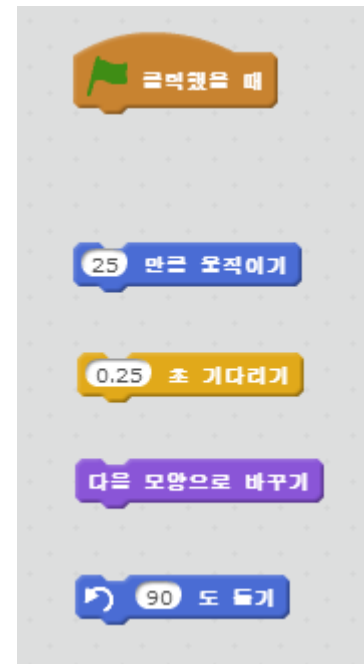 클릭했을 때
25 만큼 움직이기
0.25 초 기다리기
다음 모양으로 바꾸기
90 도 돌기